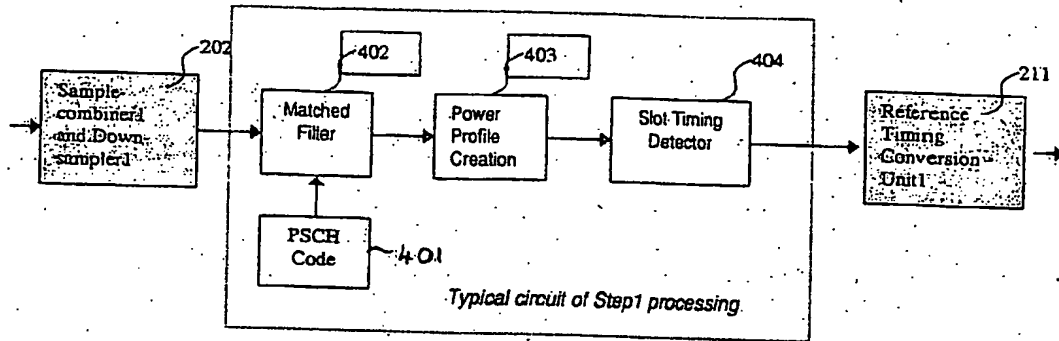 202
402
403
404
211
Sample
combiner1
and Down
sampler1
Matched
Filler
Power
Profile
Creation
Slot Timing
Detector
Reference
Timing
Conversion
Unit1
PSCH
Code
401
Typical circuit of Step1 processing